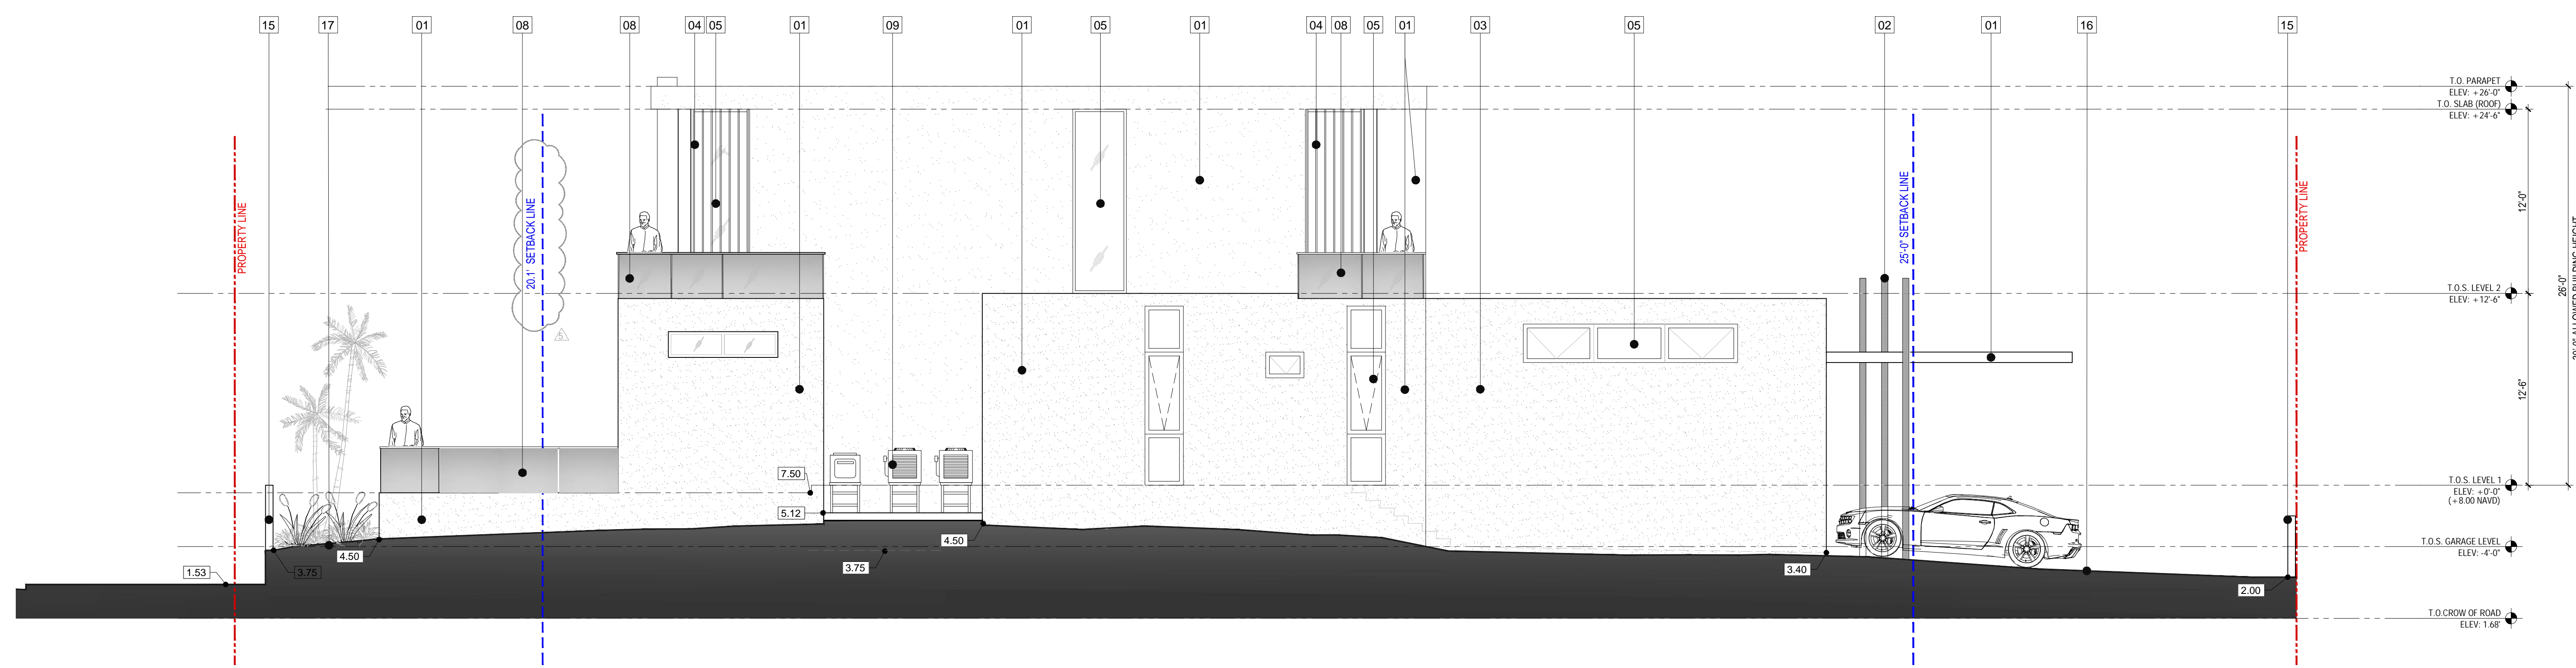 15 17 01 08 08 04 05 01 09 01 05 01 04 08 05 01 03 05 02 01 16 15
T.O. PARAPET
ELEV: +26'-0"
T.O. SLAB (ROOF)
ELEV: +24'-6"
PROPERTY LINE
20.1' SETBACK LINE
25'-0" SETBACK LINE
PROPERTY LINE
12'-0"
T.O.S. LEVEL 2
ELEV: +12'-6"
26'-0"
5
12'-6"
7.50
T.O.S. LEVEL 1
ELEV: +0'-0"
(+8.00 NAVD)
5.12
4.50
4.50
T.O.S. GARAGE LEVEL
ELEV: -4'-0"
1.53
3.75
3.75
3.40
2.00
T.O.CROW OF ROAD
ELEV: 1.68'